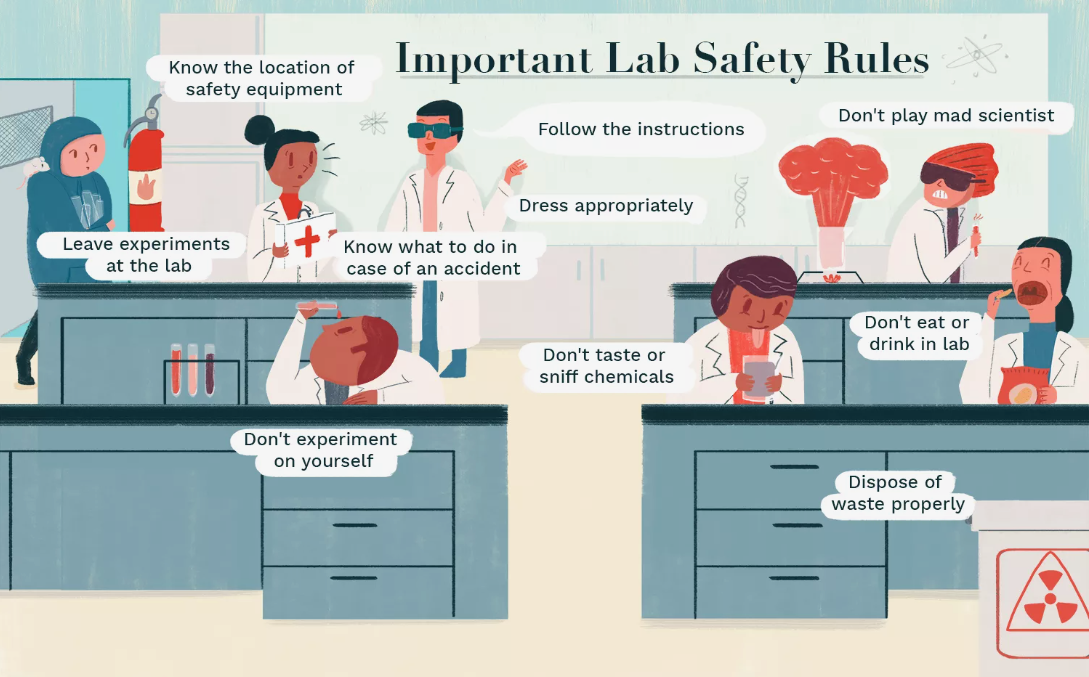 Important Lab Safety Rules
Know the location of
safety equipment
Follow the instructions
Don't play mad scientist
Dress appropriately
Leave experiments
at the lab
Know what to do in
case of an accident
Don't eat or
drink in lab
Don't taste or
sniff chemicals
Don't experiment
on yourself
Dispose of
waste properly